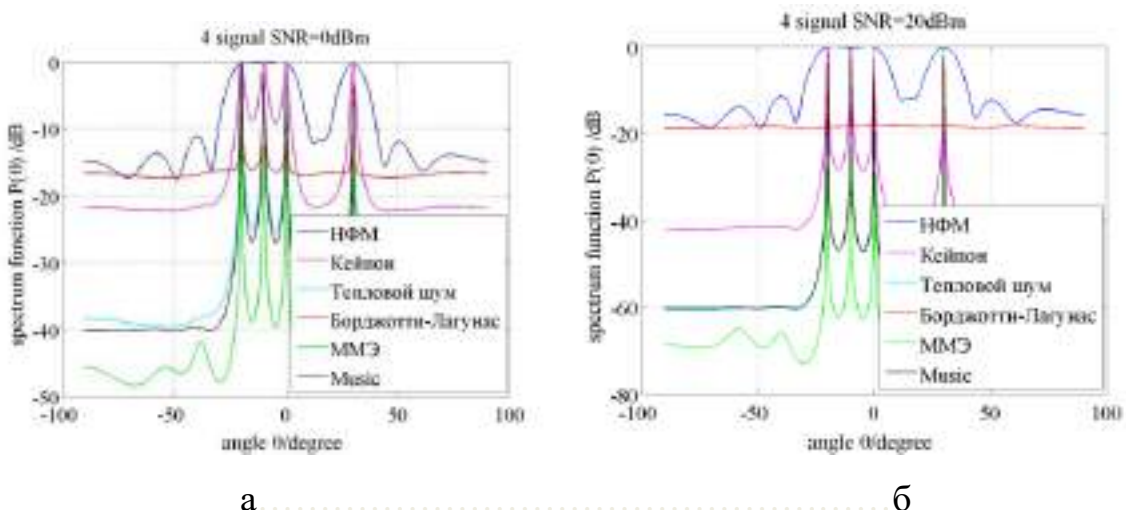 4 signal SNR=0dBm
spectrum function P(θ) /dB
0
-10
-20
-30
-40
-50
-100
-50
0
50
100
angle θ/degree
НФМ
Кейпон
Тепловой шум
Борджотти-Лагунас
ММЭ
Music
а
4 signal SNR=20dBm
spectrum function P(θ) /dB
0
-20
-40
-60
-80
-100
-50
0
50
100
angle θ/degree
НФМ
Кейпон
Тепловой шум
Борджотти-Лагунас
ММЭ
Music
б